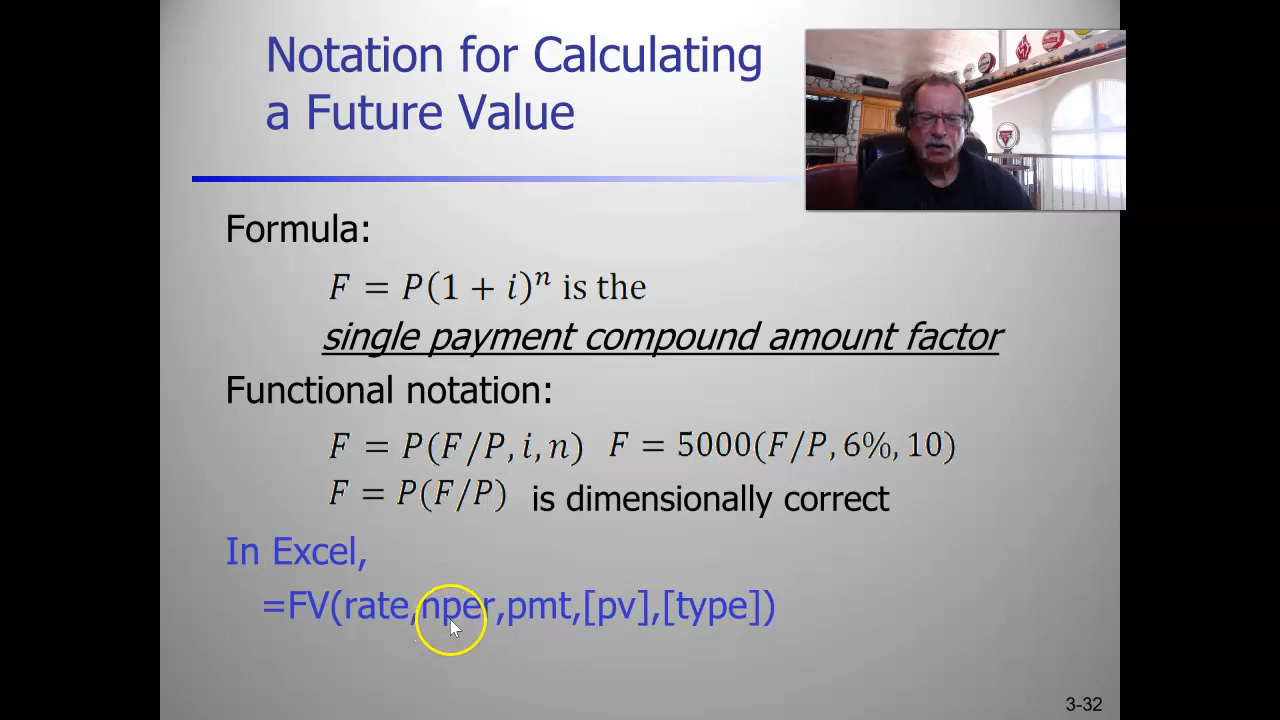 Notation for Calculating
a Future Value
Formula:
F = P(1 + i)ⁿ is the
single payment compound amount factor
Functional notation:
F = P(F/P, i, n) F = 5000(F/P, 6%, 10)
F = P(F/P) is dimensionally correct
In Excel,
=FV(rate,nper,pmt,[pv],[type])
3-32